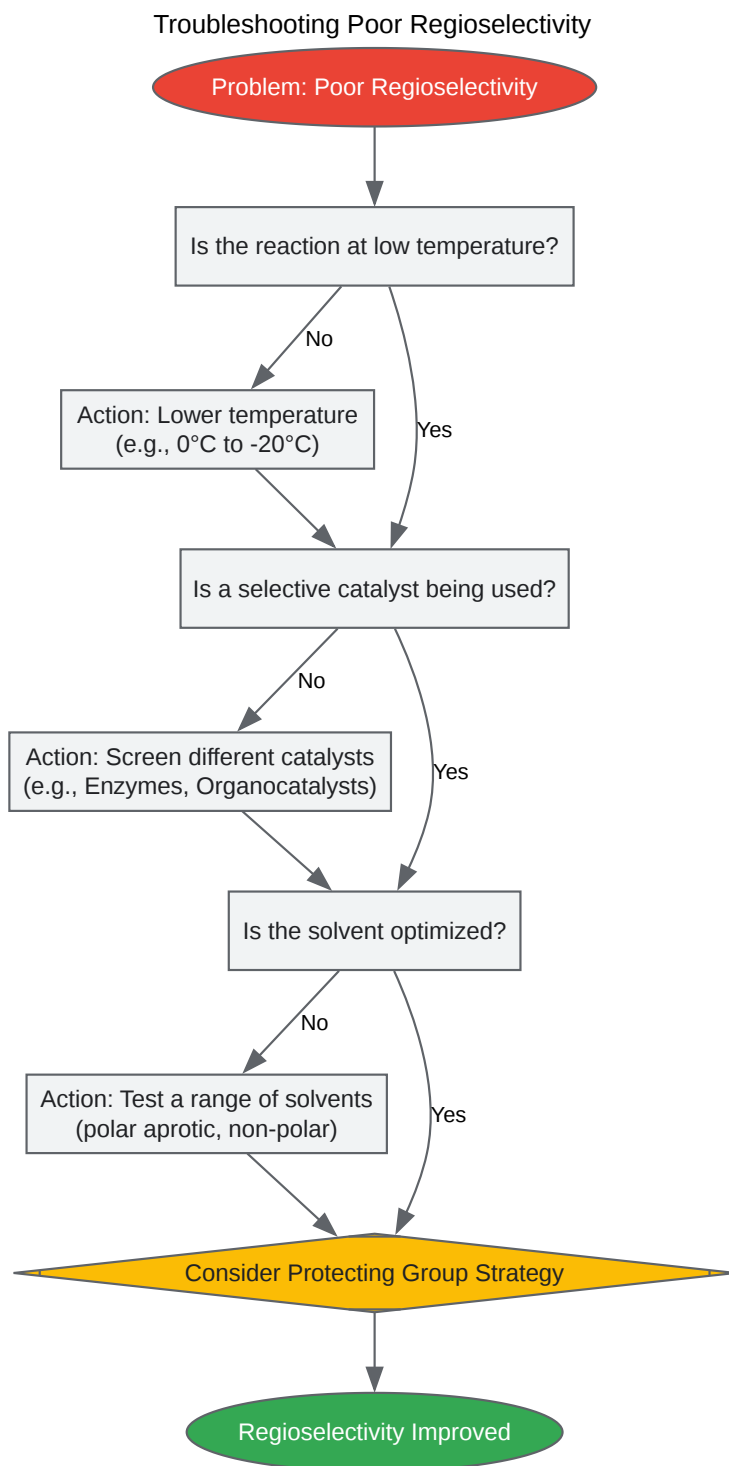 Troubleshooting Poor Regioselectivity
Problem: Poor Regioselectivity
Is the reaction at low temperature?
No
Action: Lower temperature
(e.g., 0°C to -20°C)
Yes
Is a selective catalyst being used?
No
Action: Screen different catalysts
(e.g., Enzymes, Organocatalysts)
Yes
Is the solvent optimized?
No
Action: Test a range of solvents
(polar aprotic, non-polar)
Yes
Consider Protecting Group Strategy
Regioselectivity Improved